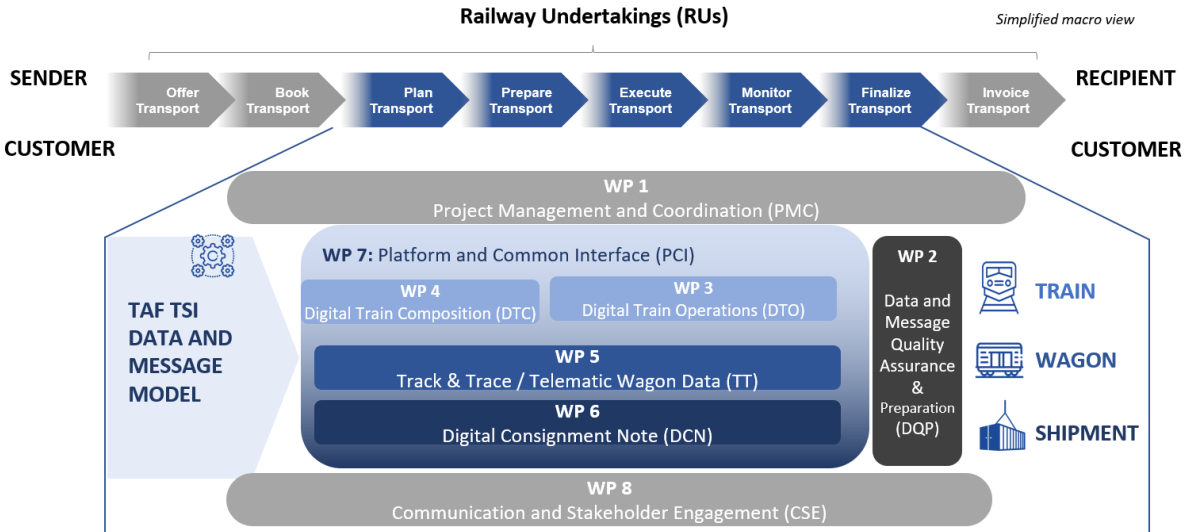 Railway Undertakings (RUs)
Simplified macro view
SENDER
CUSTOMER
Offer
Transport
Book
Transport
Plan
Transport
Prepare
Transport
Execute
Transport
Monitor
Transport
Finalize
Transport
Invoice
Transport
RECIPIENT
CUSTOMER
WP 1
Project Management and Coordination (PMC)
TAF TSI
DATA AND
MESSAGE
MODEL
WP 7: Platform and Common Interface (PCI)
WP 4
Digital Train Composition (DTC)
WP 3
Digital Train Operations (DTO)
WP 5
Track & Trace / Telematic Wagon Data (TT)
WP 6
Digital Consignment Note (DCN)
WP 2
Data and
Message
Quality
Assurance
&
Preparation
(DQP)
TRAIN
WAGON
SHIPMENT
WP 8
Communication and Stakeholder Engagement (CSE)